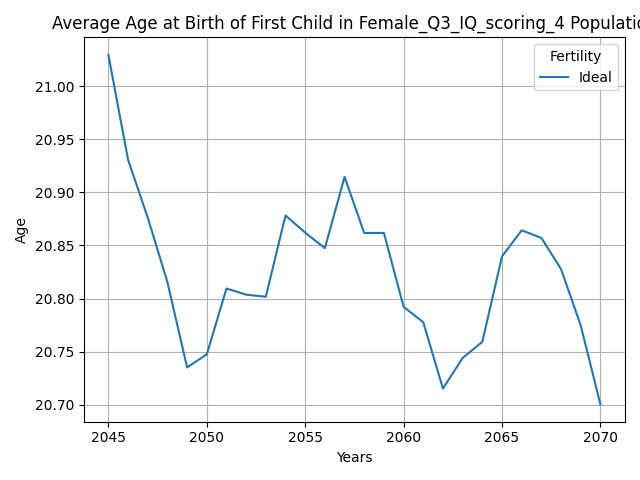 Average Age at Birth of First Child in Female_Q3_IQ_scoring_4 Populatio
Fertility
Ideal
Age
21.00
20.95
20.90
20.85
20.80
20.75
20.70
2045 2050 2055 2060 2065 2070
Years